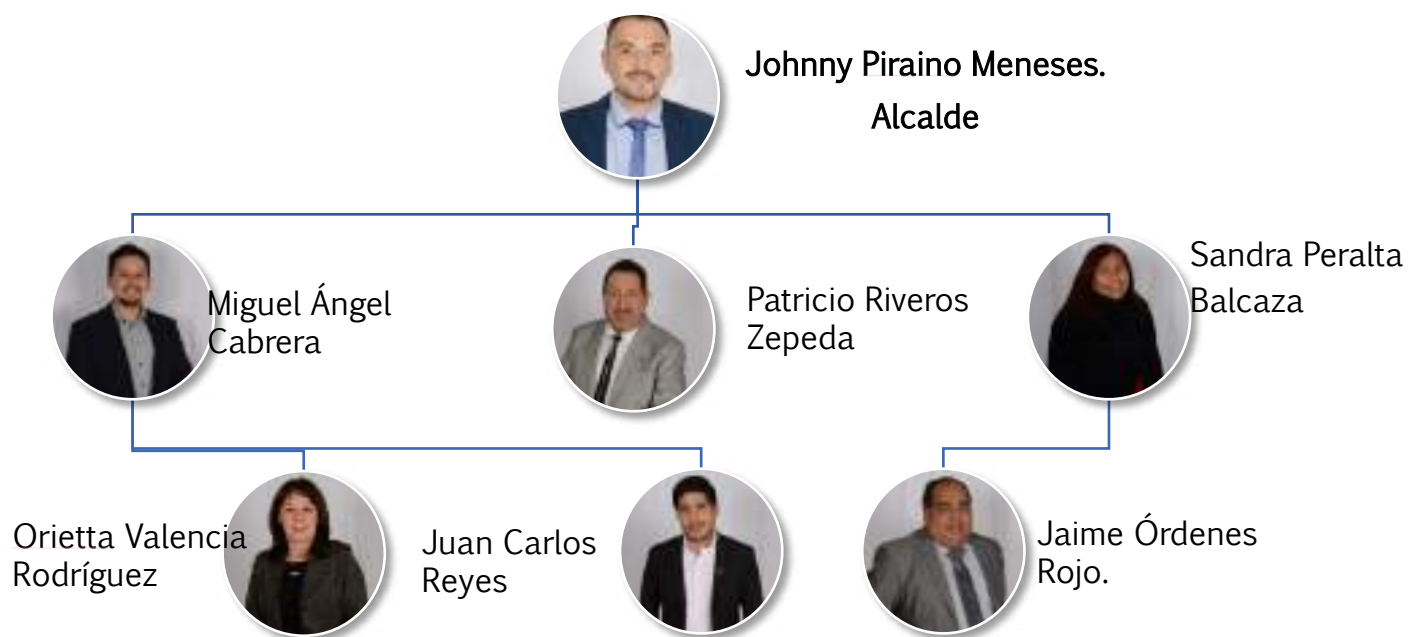 Johnny Piraino Meneses.
Alcalde
Miguel Ángel
Cabrera
Patricio Riveros
Zepeda
Sandra Peralta
Balcaza
Orietta Valencia
Rodríguez
Juan Carlos
Reyes
Jaime Órdenes
Rojo.